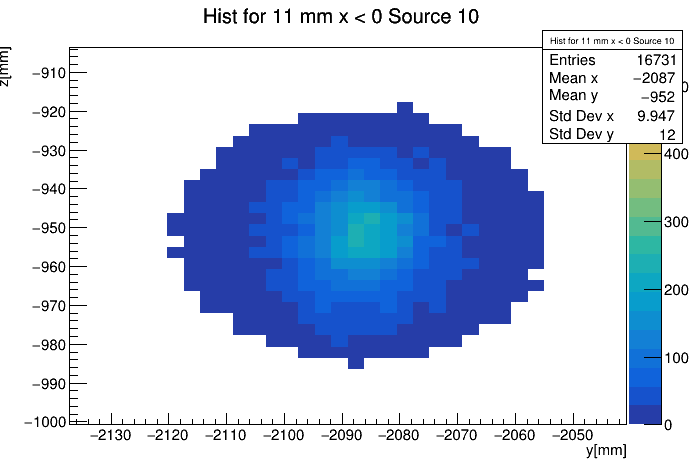 Hist for 11 mm x < 0 Source 10
z[mm]
Hist for 11 mm x < 0 Source 10
Entries 16731
Mean x −2087
Mean y −952
Std Dev x 9.947
Std Dev y 12
−910
−920
−930
−940
−950
−960
−970
−980
−990
−1000
−2130 −2120 −2110 −2100 −2090 −2080 −2070 −2060 −2050
y[mm]
0
400
300
200
100
0